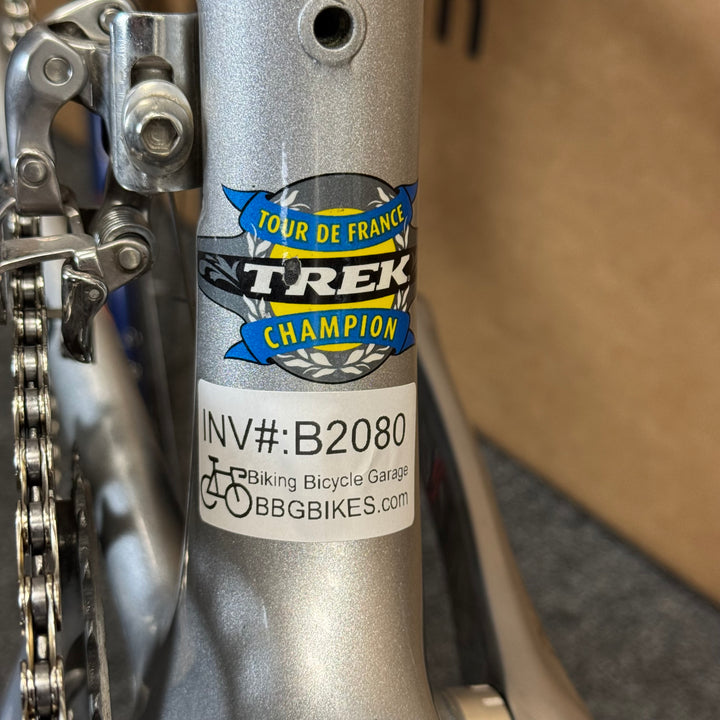 TOUR DE FRANCE
TREK
CHAMPION
INV#:B2080
Biking Bicycle Garage
BBGBIKES.com